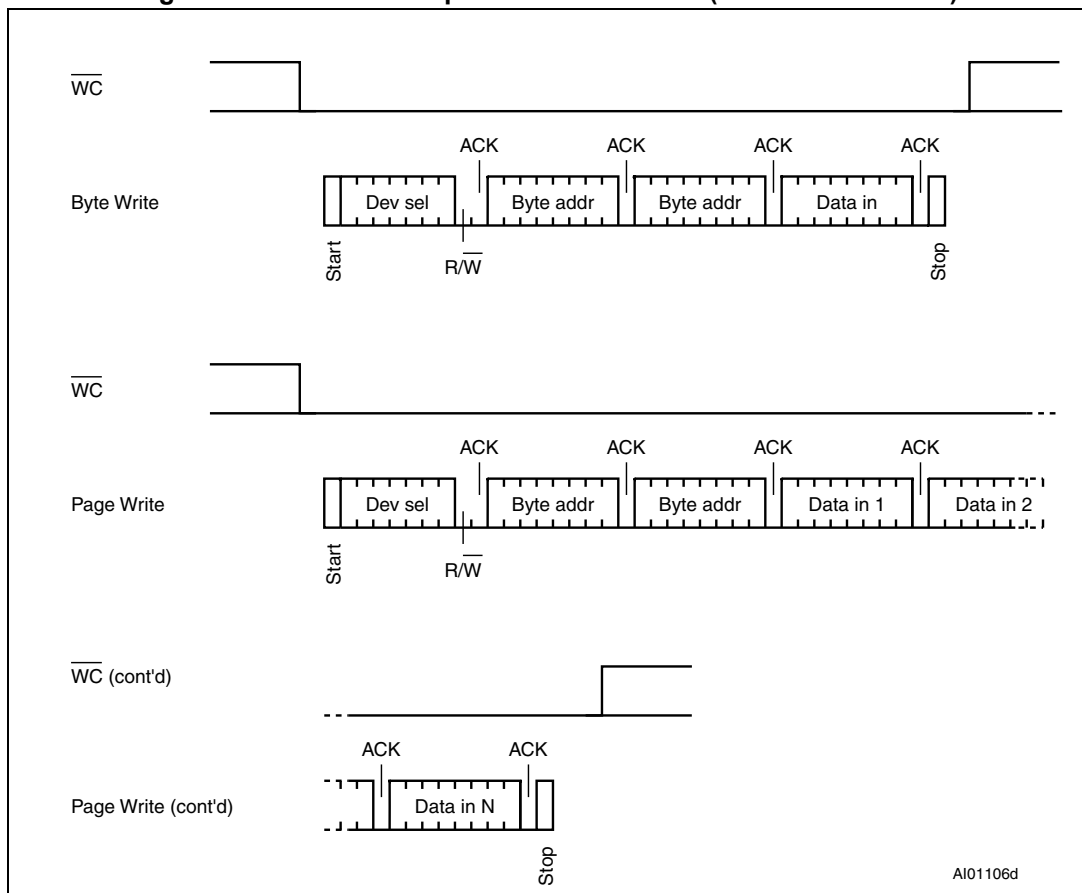 WC
ACK ACK ACK ACK
Byte Write
Dev sel Byte addr Byte addr Data in
Start
R/W
Stop
WC
ACK ACK ACK ACK
Page Write
Dev sel Byte addr Byte addr Data in 1 Data in 2
Start
R/W
WC (cont'd)
ACK ACK
Page Write (cont'd)
Data in N
Stop
AI01106d